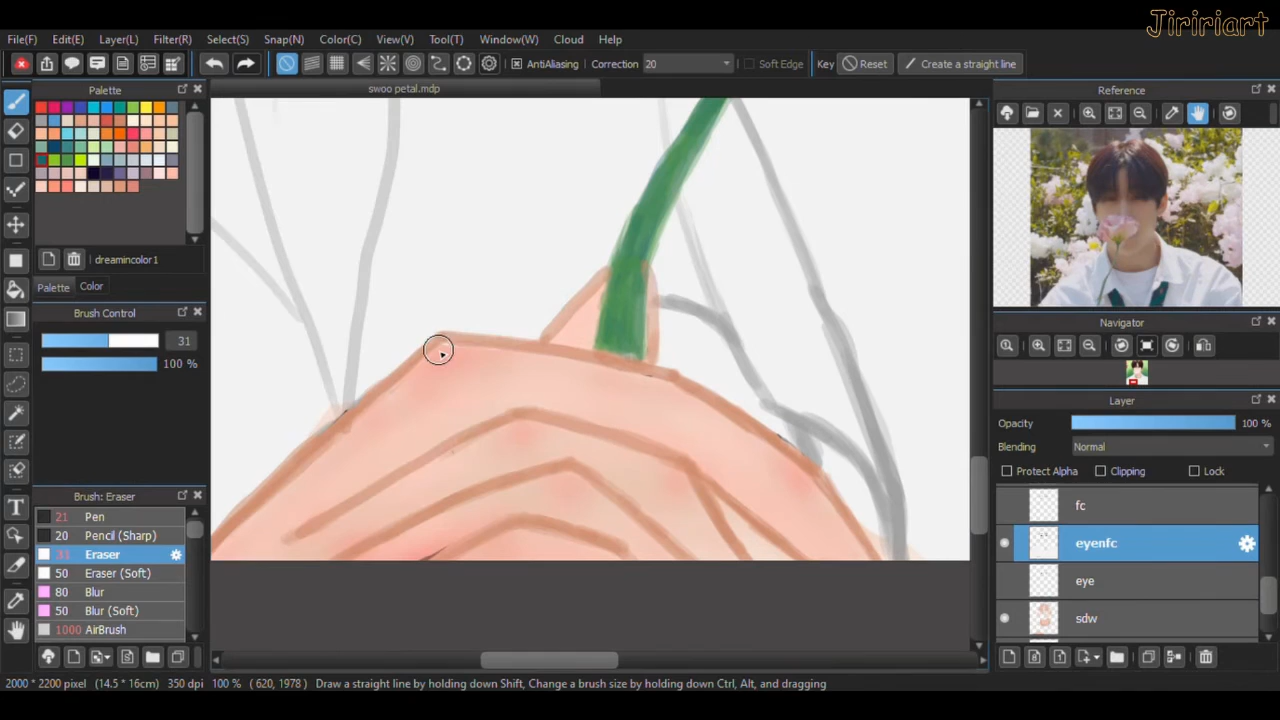 Jiririart
File(F) Edit(E) Layer(L) Filter(R) Select(S) Snap(N) Color(C) View(V) Tool(T) Window(W) Cloud Help
AntiAliasing Correction 20 Soft Edge Key Reset Create a straight line
Palette
swoo petal.mdp
Reference
dreamincolor1
Palette Color
Brush Control
31
100 %
Navigator
Layer
Opacity 100 %
Blending Normal
Protect Alpha Clipping Lock
fc
eyenfc
eye
sdw
Brush: Eraser
21 Pen
20 Pencil (Sharp)
31 Eraser
50 Eraser (Soft)
80 Blur
50 Blur (Soft)
1000 AirBrush
2000 * 2200 pixel (14.5 * 16cm) 350 dpi 100 % ( 620, 1978 ) Draw a straight line by holding down Shift, Change a brush size by holding down Ctrl, Alt, and dragging